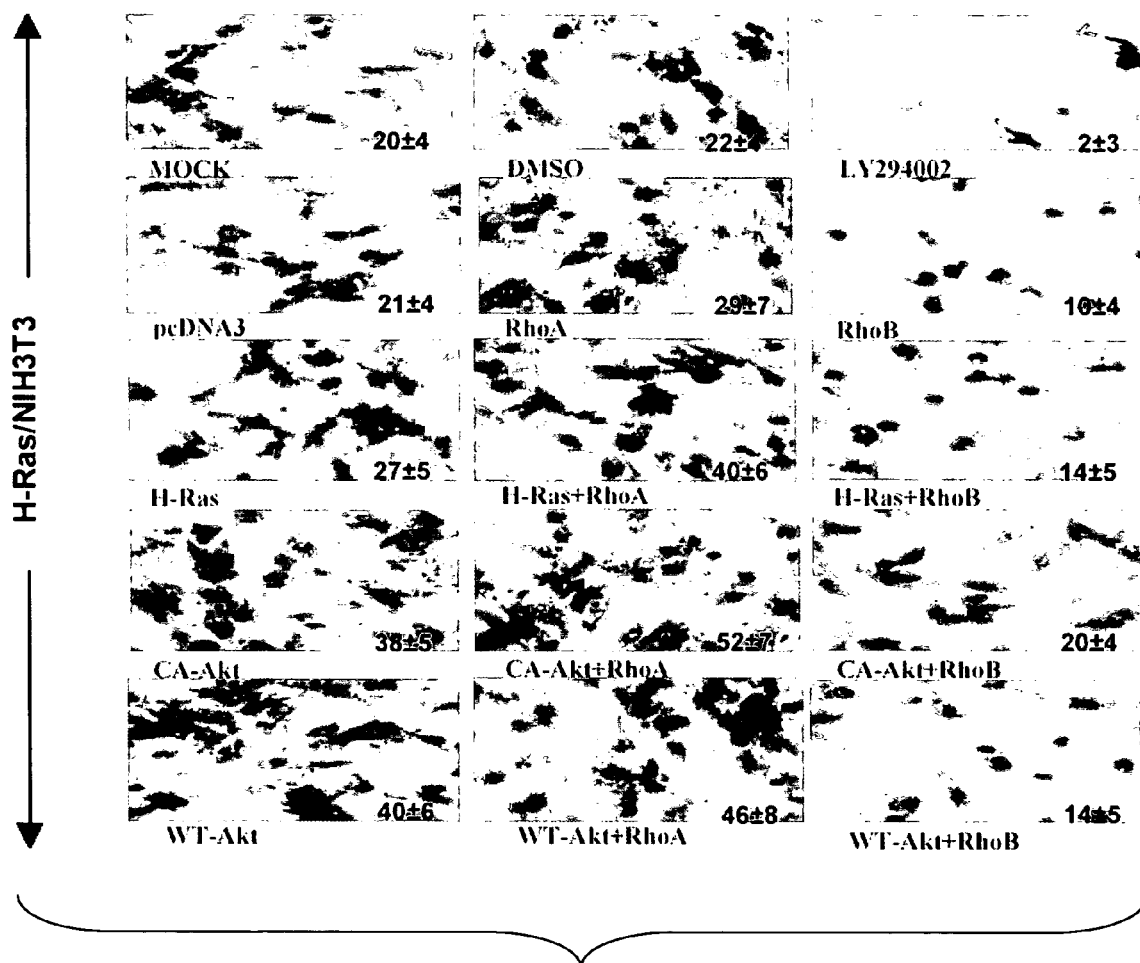 H-Ras/NIH3T3
20±4 22±4 2±3
MOCK DMSO LY294002
21±4 29±7 10±4
pcDNA3 RhoA RhoB
27±5 40±6 14±5
H-Ras H-Ras+RhoA H-Ras+RhoB
38±5 52±7 20±4
CA-Akt CA-Akt+RhoA CA-Akt+RhoB
40±6 46±8 14±5
WT-Akt WT-Akt+RhoA WT-Akt+RhoB